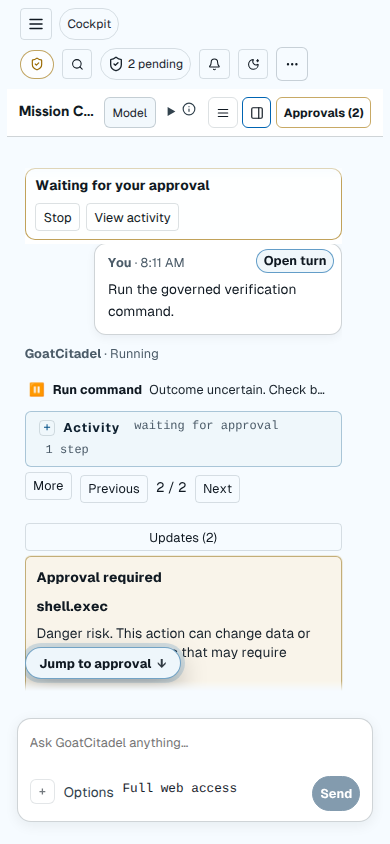 Cockpit
2 pending
Mission C...
Model
Approvals (2)
Waiting for your approval
Stop
View activity
You · 8:11 AM
Open turn
Run the governed verification
command.
GoatCitadel · Running
Run command Outcome uncertain. Check b...
+ Activity waiting for approval
1 step
More
Previous
2 / 2
Next
Updates (2)
Approval required
shell.exec
Danger risk. This action can change data or
that may require
Jump to approval ↓
Ask GoatCitadel anything...
+ Options Full web access
Send